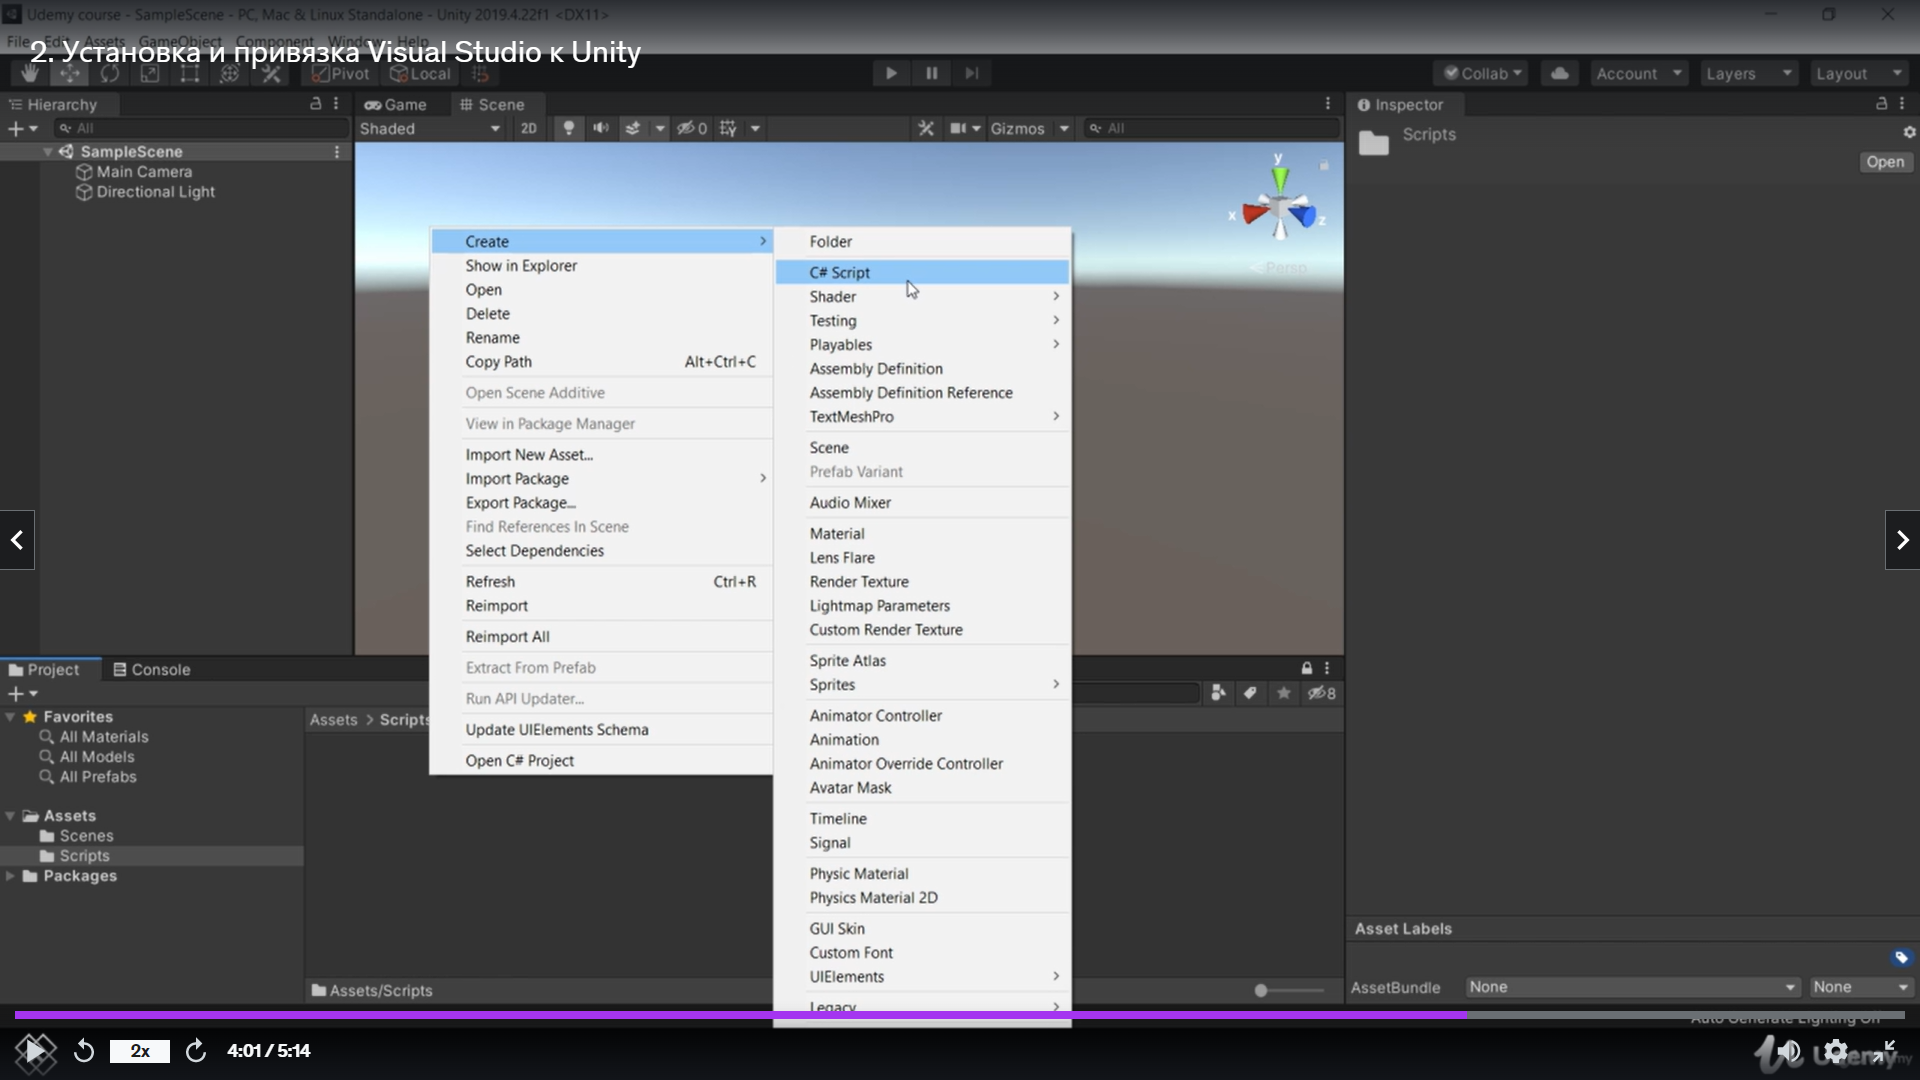 Udemy course - SampleScene - PC, Mac & Linux Standalone - Unity 2019.4.22f1 <DX11>
File Edit Assets GameObject Component Window Help
2. Установка и привязка Visual Studio к Unity
Pivot Local Collab Account Layers Layout
Hierarchy
All
SampleScene
Main Camera
Directional Light
Game Scene
Shaded 2D 0 Gizmos All
y
x
z
Persp
Inspector
Scripts
Open
Create
Show in Explorer
Open
Delete
Rename
Copy Path Alt+Ctrl+C
Open Scene Additive
View in Package Manager
Import New Asset...
Import Package
Export Package...
Find References In Scene
Select Dependencies
Refresh Ctrl+R
Reimport
Reimport All
Extract From Prefab
Run API Updater...
Update UIElements Schema
Open C# Project
Folder
C# Script
Shader
Testing
Playables
Assembly Definition
Assembly Definition Reference
TextMeshPro
Scene
Prefab Variant
Audio Mixer
Material
Lens Flare
Render Texture
Lightmap Parameters
Custom Render Texture
Sprite Atlas
Sprites
Animator Controller
Animation
Animator Override Controller
Avatar Mask
Timeline
Signal
Physic Material
Physics Material 2D
GUI Skin
Custom Font
UIElements
Legacy
Project Console
8
Favorites
All Materials
All Models
All Prefabs
Assets
Scenes
Scripts
Packages
Assets > Scripts
Assets/Scripts
Asset Labels
AssetBundle None None
Auto Generate Lighting Off
2x 4:01 / 5:14
Udemy